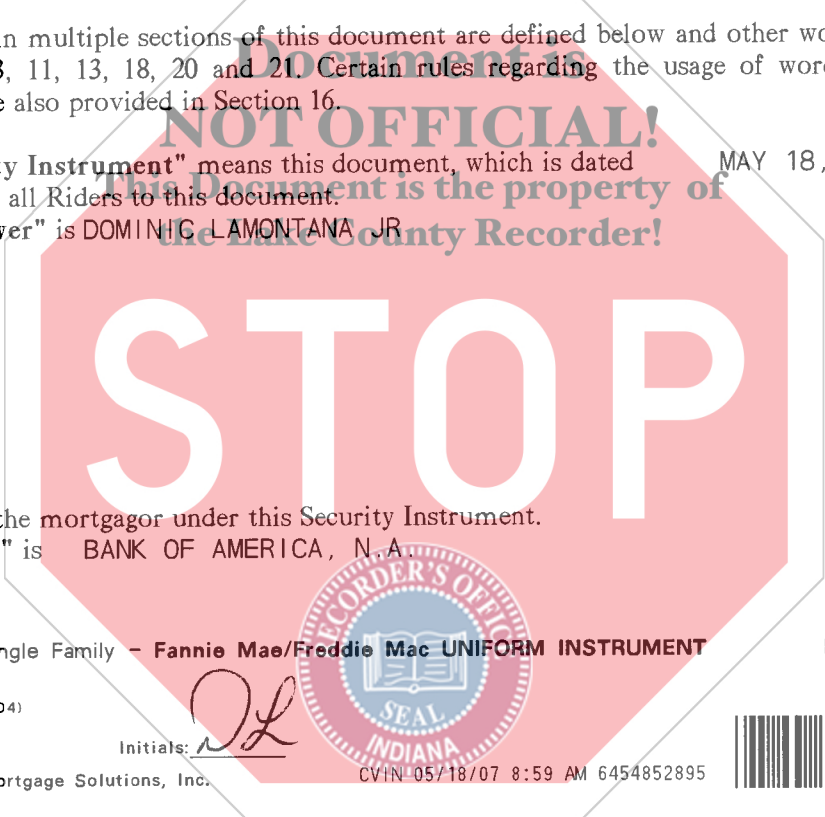 n multiple sections of this document are defined below and other wo
3, 11, 13, 18, 20 and 21. Certain rules regarding the usage of wor
e also provided in Section 16.
Document is
NOT OFFICIAL!
This Document is the property of
the Lake County Recorder!
y Instrument" means this document, which is dated MAY 18,
all Riders to this document.
er" is DOMINIC LAMONTANA JR
STOP
the mortgagor under this Security Instrument.
" is BANK OF AMERICA, N.A.
RECORDER'S OFFICE
SEAL
INDIANA
ngle Family - Fannie Mae/Freddie Mac UNIFORM INSTRUMENT
04)
Initials: DL
ortgage Solutions, Inc.
CVIN 05/18/07 8:59 AM 6454852895